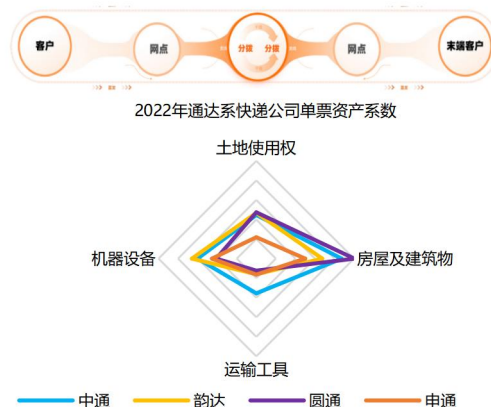 客户
网点
分拨 分拨
网点
末端客户
2022年通达系快递公司单票资产系数
土地使用权
机器设备
房屋及建筑物
运输工具
中通 韵达 圆通 申通